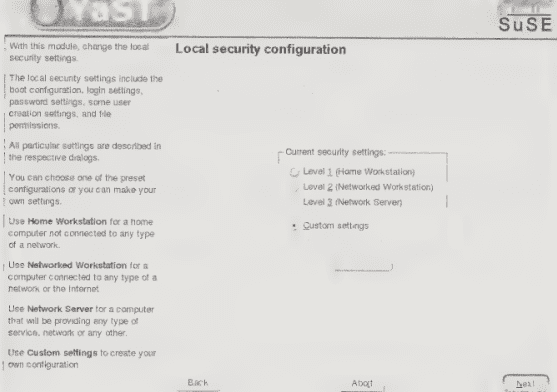 YaST
SuSE
With this module, change the local
security settings.
The local security settings include the
boot configuration, login settings,
password settings, some user
creation settings, and file
permissions.
All particular settings are described in
the respective dialogs.
You can choose one of the preset
configurations or you can make your
own settings.
Use Home Workstation for a home
computer not connected to any type
of a network.
Use Networked Workstation for a
computer connected to any type of a
network or the Internet
Use Network Server for a computer
that will be providing any type of
service, network or any other.
Use Custom settings to create your
own configuration
Local security configuration
Current security settings:
Level 1 (Home Workstation)
Level 2 (Networked Workstation)
Level 3 (Network Server)
Custom settings
Back
Abort
Next